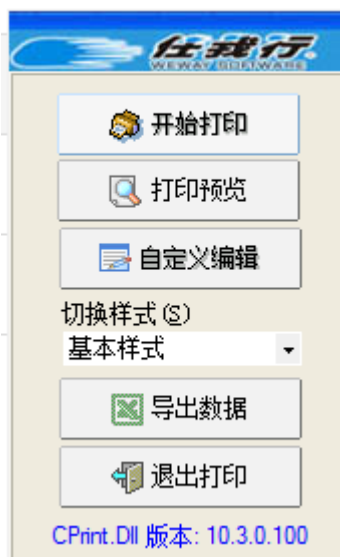 任我行
WEWAY SOFTWARE
开始打印
打印预览
自定义编辑
切换样式(S)
基本样式
导出数据
退出打印
CPrint.Dll 版本: 10.3.0.100